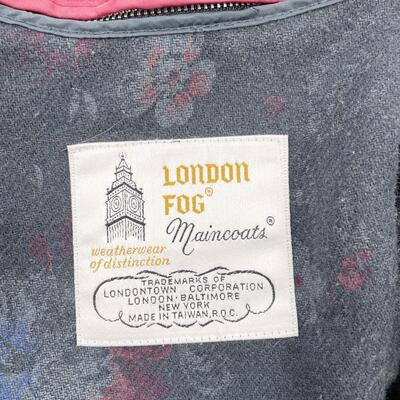 LONDON
FOG®
Maincoats®
weatherwear
of distinction
TRADEMARKS OF
LONDONTOWN CORPORATION
LONDON · BALTIMORE
NEW YORK
MADE IN TAIWAN, R.O.C.